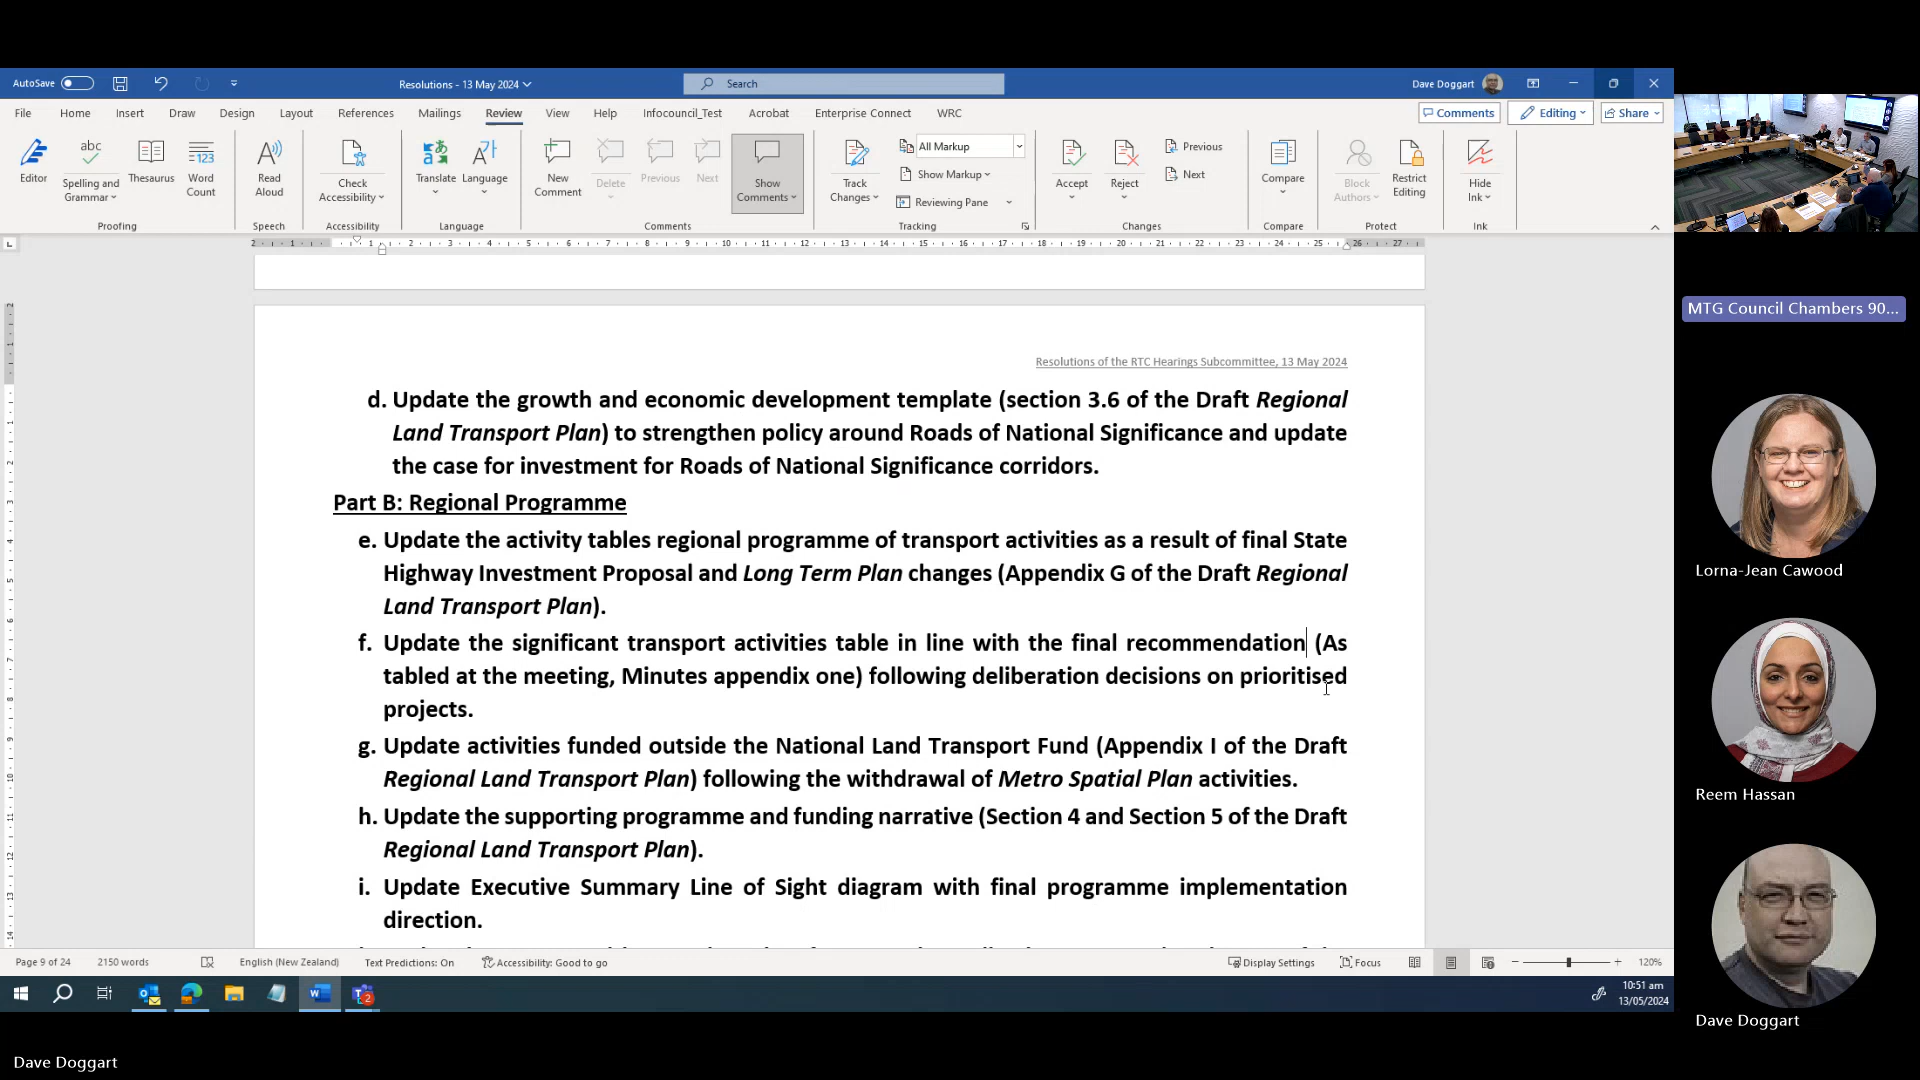 AutoSave
Resolutions - 13 May 2024
Search
Dave Doggart
File Home Insert Draw Design Layout References Mailings Review View Help Infocouncil_Test Acrobat Enterprise Connect WRC
Comments Editing Share
Editor
Spelling and Grammar
Thesaurus
Word Count
Read Aloud
Check Accessibility
Translate
Language
New Comment
Delete
Previous
Next
Show Comments
Track Changes
All Markup
Show Markup
Reviewing Pane
Accept
Reject
Previous
Next
Compare
Block Authors
Restrict Editing
Hide Ink
Proofing Speech Accessibility Language Comments Tracking Changes Compare Protect Ink
Resolutions of the RTC Hearings Subcommittee, 13 May 2024
d. Update the growth and economic development template (section 3.6 of the Draft Regional
Land Transport Plan) to strengthen policy around Roads of National Significance and update
the case for investment for Roads of National Significance corridors.
Part B: Regional Programme
e. Update the activity tables regional programme of transport activities as a result of final State
Highway Investment Proposal and Long Term Plan changes (Appendix G of the Draft Regional
Land Transport Plan).
f. Update the significant transport activities table in line with the final recommendation (As
tabled at the meeting, Minutes appendix one) following deliberation decisions on prioritised
projects.
g. Update activities funded outside the National Land Transport Fund (Appendix I of the Draft
Regional Land Transport Plan) following the withdrawal of Metro Spatial Plan activities.
h. Update the supporting programme and funding narrative (Section 4 and Section 5 of the Draft
Regional Land Transport Plan).
i. Update Executive Summary Line of Sight diagram with final programme implementation
direction.
Page 9 of 24 2150 words English (New Zealand) Text Predictions: On Accessibility: Good to go Display Settings Focus 120%
10:51 am
13/05/2024
MTG Council Chambers 90...
Lorna-Jean Cawood
Reem Hassan
Dave Doggart
Dave Doggart